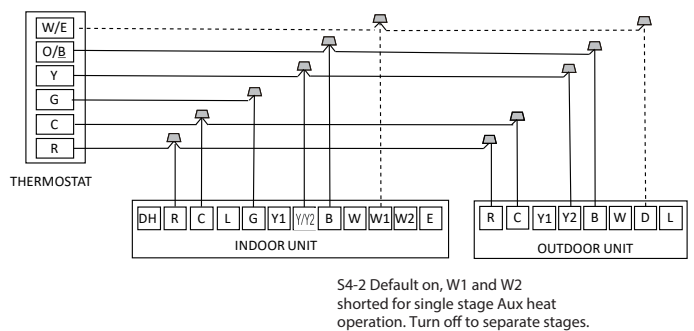 W/E
O/B
Y
G
C
R
THERMOSTAT
DH R C L G Y1 Y/Y2 B W W1 W2 E
INDOOR UNIT
R C Y1 Y2 B W D L
OUTDOOR UNIT
S4-2 Default on, W1 and W2
shorted for single stage Aux heat
operation. Turn off to separate stages.